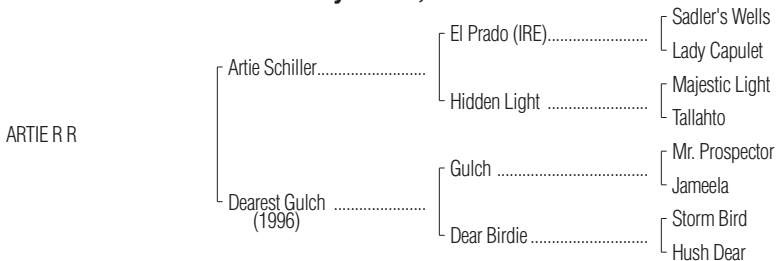 Sadler's Wells
El Prado (IRE)..........................
Lady Capulet
Artie Schiller............................
Majestic Light
Hidden Light ..........................
Tallahto
ARTIE R R
Mr. Prospector
Gulch .......................................
Jameela
Dearest Gulch ........................
(1996)
Storm Bird
Dear Birdie..............................
Hush Dear